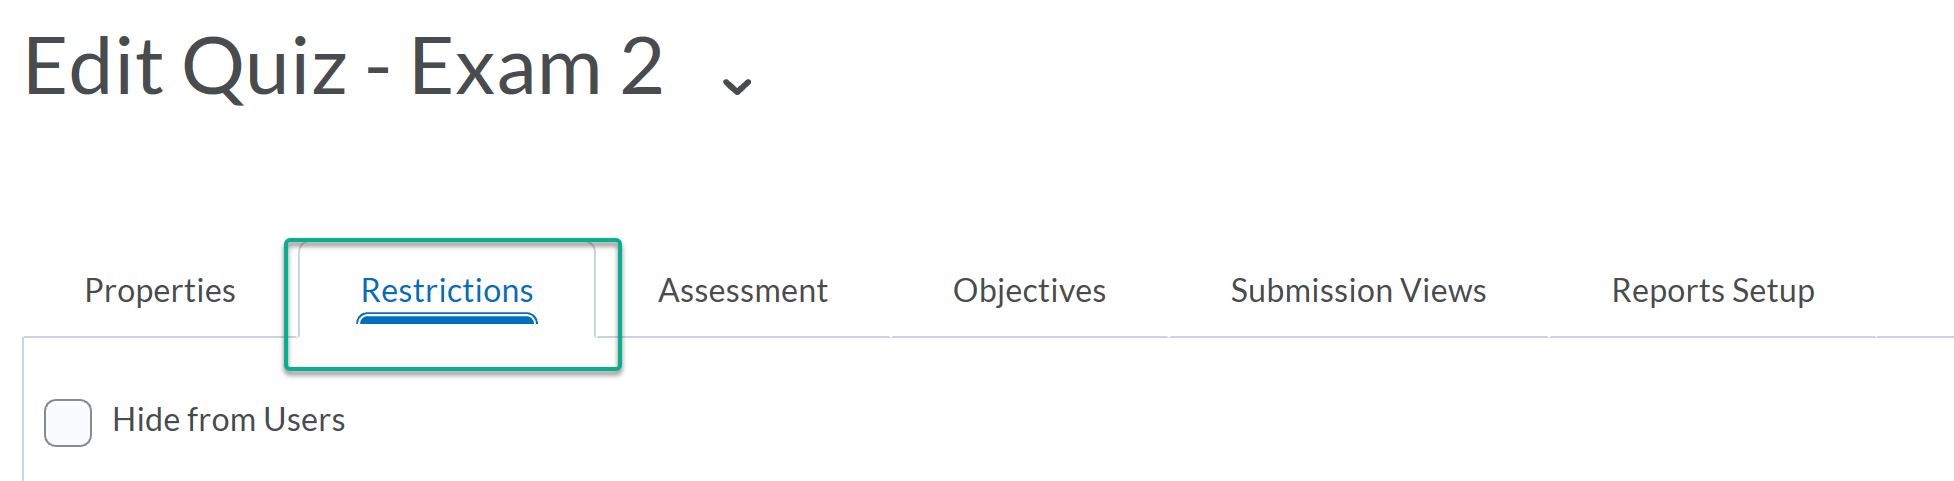 Edit Quiz - Exam 2
Properties Restrictions Assessment Objectives Submission Views Reports Setup
Hide from Users